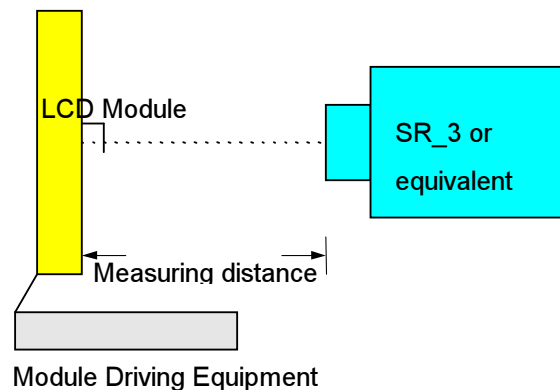 LCD Module
SR_3 or
equivalent
Measuring distance
Module Driving Equipment